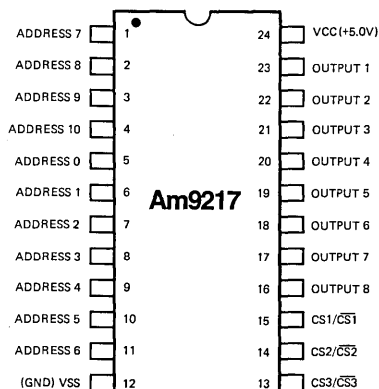 ADDRESS 7 1 24 VCC (+5.0V)
ADDRESS 8 2 23 OUTPUT 1
ADDRESS 9 3 22 OUTPUT 2
ADDRESS 10 4 21 OUTPUT 3
ADDRESS 0 5 20 OUTPUT 4
ADDRESS 1 6 Am9217 19 OUTPUT 5
ADDRESS 2 7 18 OUTPUT 6
ADDRESS 3 8 17 OUTPUT 7
ADDRESS 4 9 16 OUTPUT 8
ADDRESS 5 10 15 CS1/C̅S̅1̅
ADDRESS 6 11 14 CS2/C̅S̅2̅
(GND) VSS 12 13 CS3/C̅S̅3̅